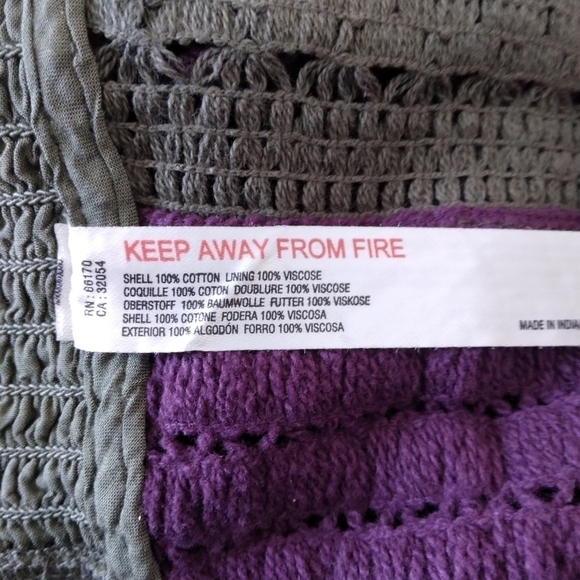 KEEP AWAY FROM FIRE
RN: 66170
CA: 32054
SHELL 100% COTTON LINING 100% VISCOSE
COQUILLE 100% COTON DOUBLURE 100% VISCOSE
OBERSTOFF 100% BAUMWOLLE FUTTER 100% VISKOSE
SHELL 100% COTONE FODERA 100% VISCOSA
EXTERIOR 100% ALGODÓN FORRO 100% VISCOSA
MADE IN INDIA